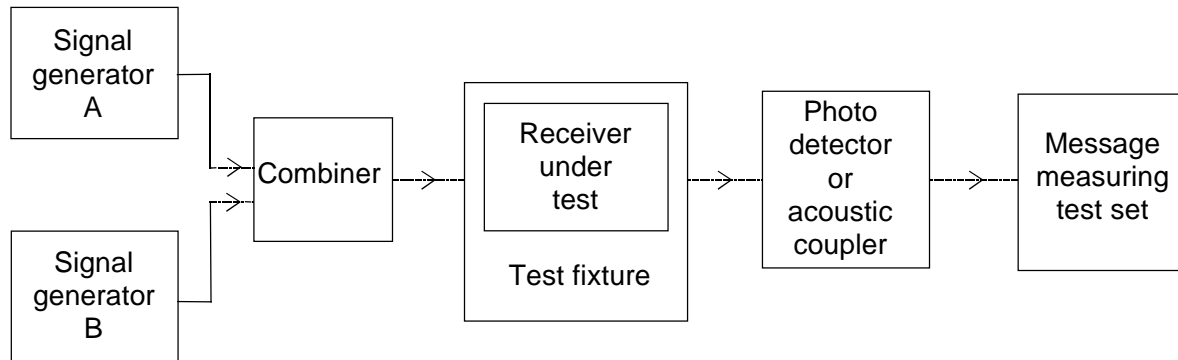 Signal
generator
A
Signal
generator
B
Combiner
Receiver
under
test
Test fixture
Photo
detector
or
acoustic
coupler
Message
measuring
test set